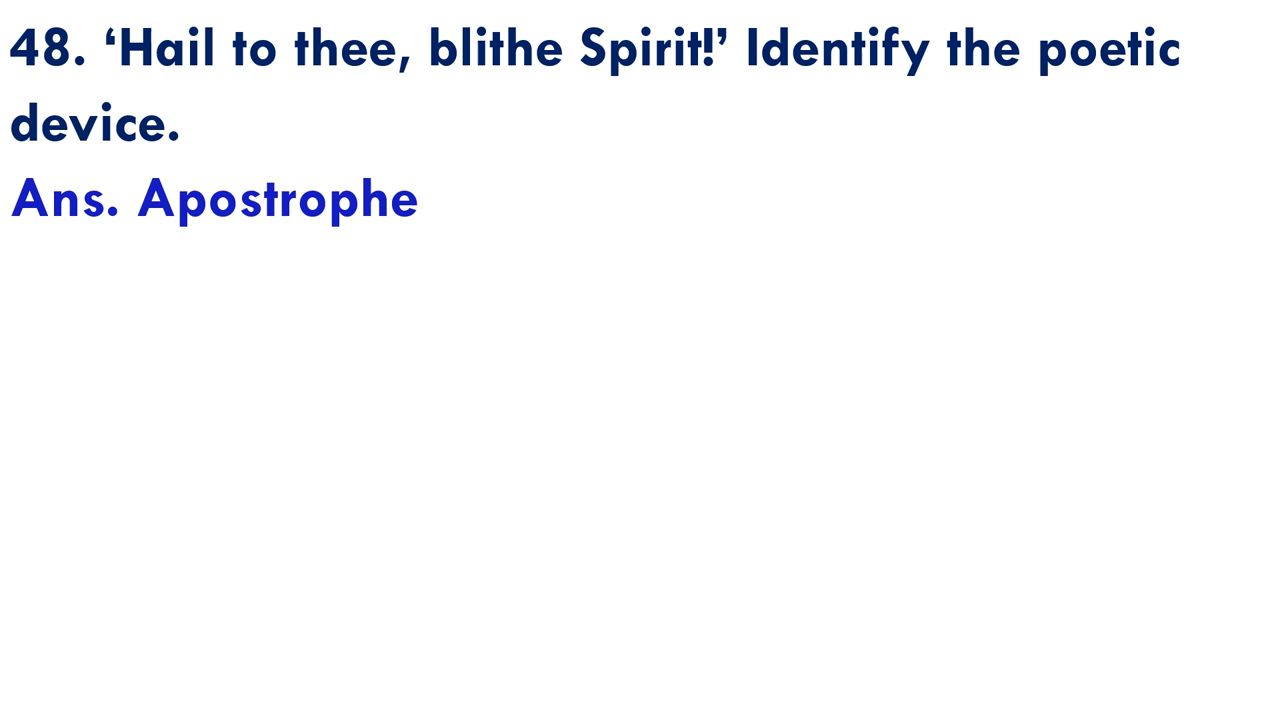 48. ‘Hail to thee, blithe Spirit!’ Identify the poetic
device.
Ans. Apostrophe